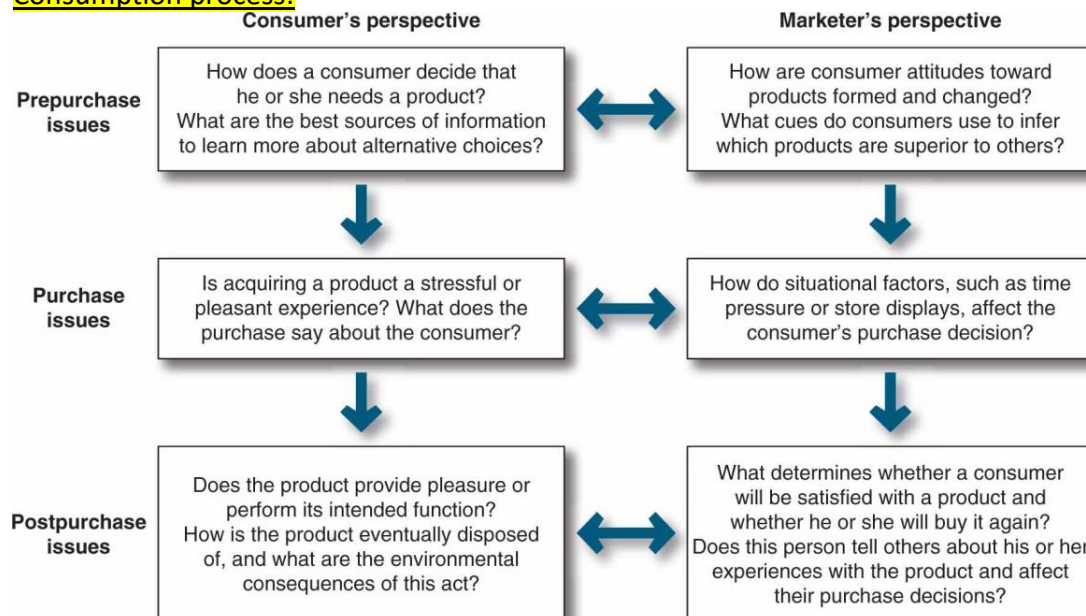 Consumption process:
Consumer's perspective
Marketer's perspective
Prepurchase
issues
How does a consumer decide that
he or she needs a product?
What are the best sources of information
to learn more about alternative choices?
How are consumer attitudes toward
products formed and changed?
What cues do consumers use to infer
which products are superior to others?
Purchase
issues
Is acquiring a product a stressful or
pleasant experience? What does the
purchase say about the consumer?
How do situational factors, such as time
pressure or store displays, affect the
consumer's purchase decision?
Postpurchase
issues
Does the product provide pleasure or
perform its intended function?
How is the product eventually disposed
of, and what are the environmental
consequences of this act?
What determines whether a consumer
will be satisfied with a product and
whether he or she will buy it again?
Does this person tell others about his or her
experiences with the product and affect
their purchase decisions?